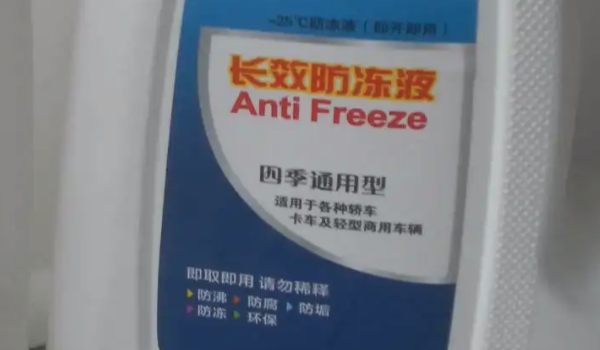 -25℃防冻液（即开即用）
长效防冻液
Anti Freeze
四季通用型
适用于各种轿车
卡车及轻型商用车辆
即取即用 请勿稀释
防沸 防腐 防垢
防冻 环保